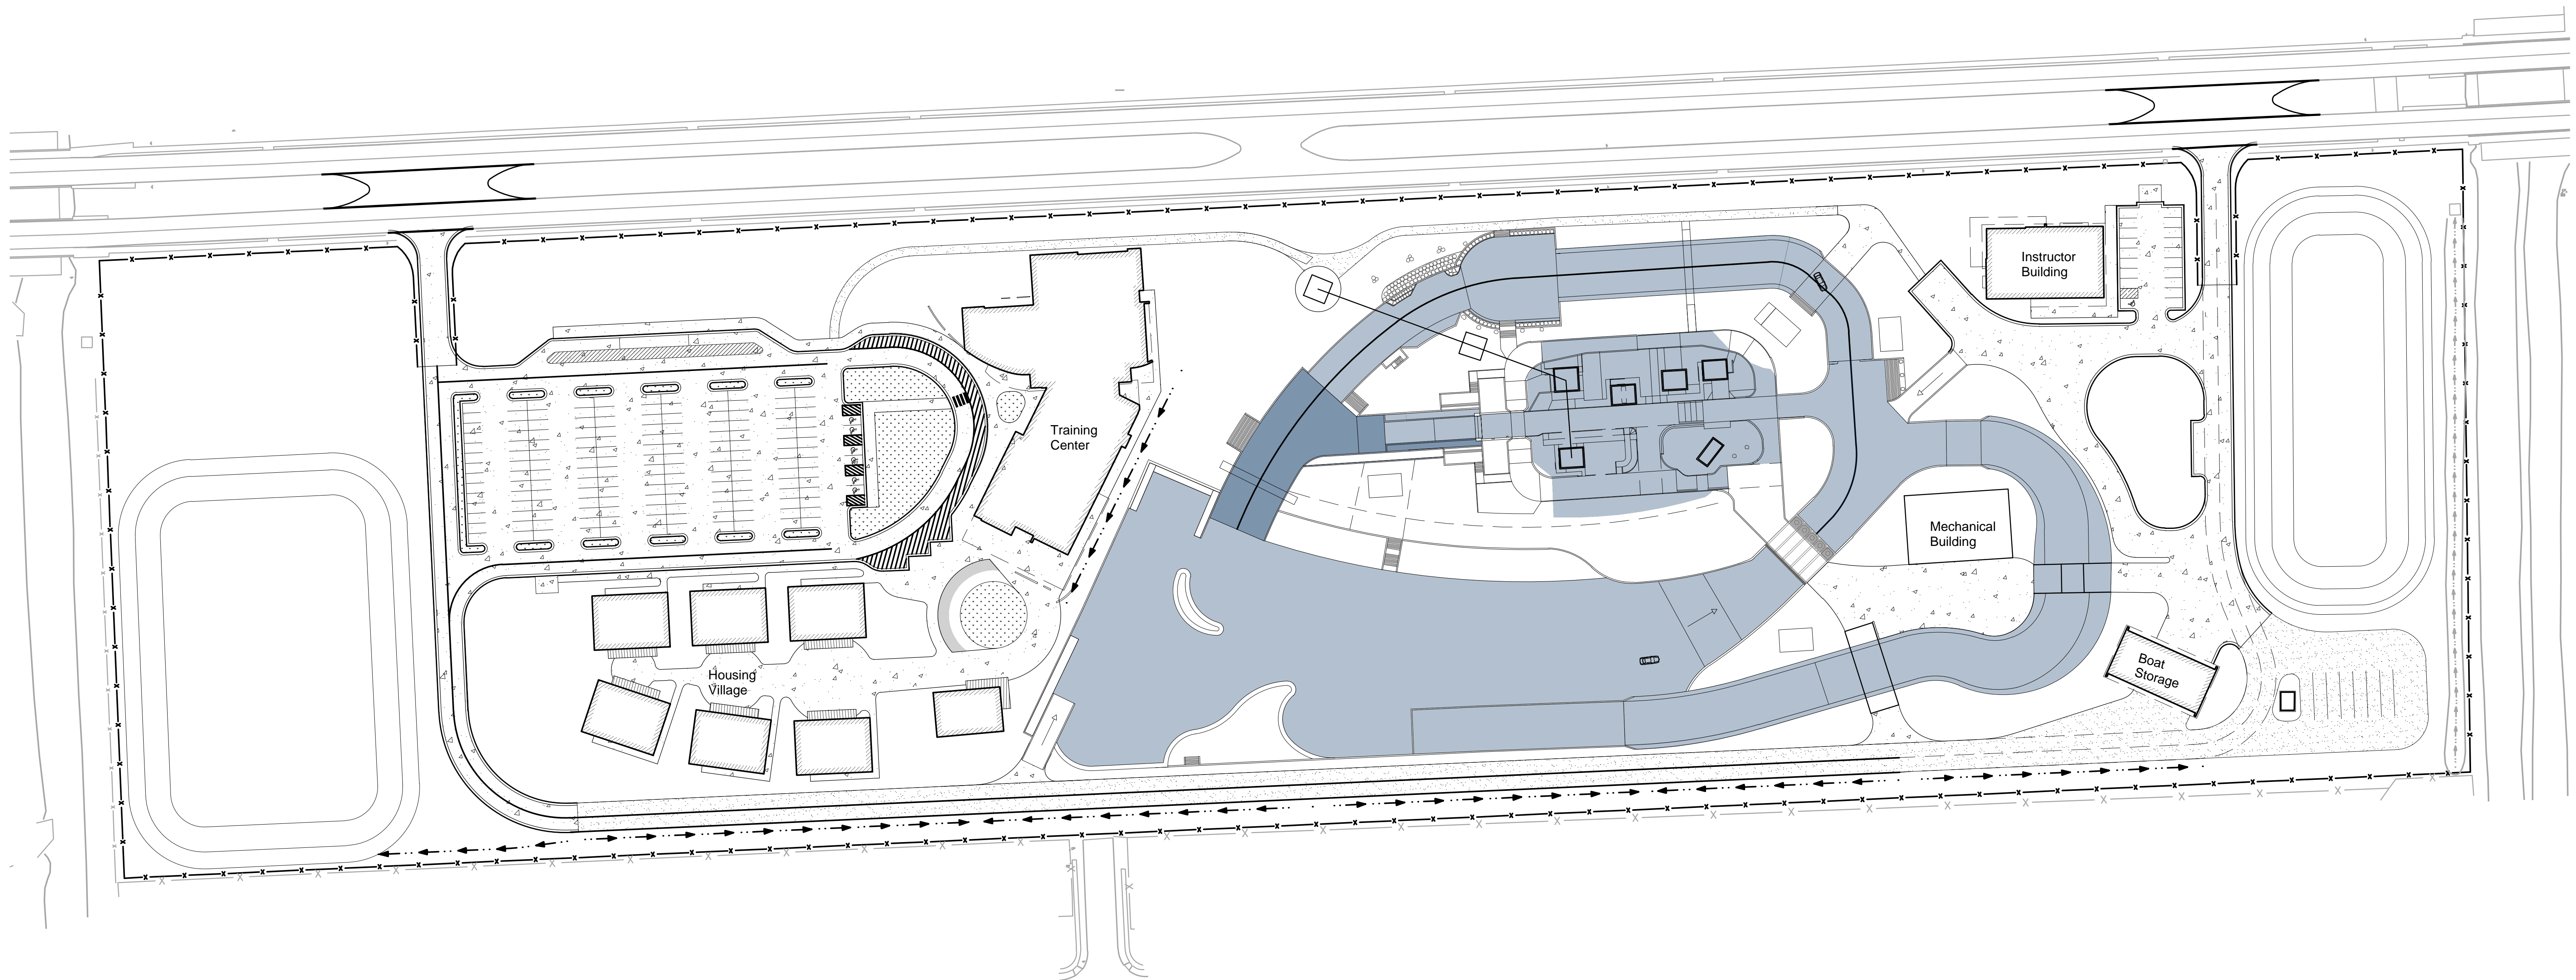 Instructor
Building
Training
Center
Mechanical
Building
Housing
Village
Boat
Storage